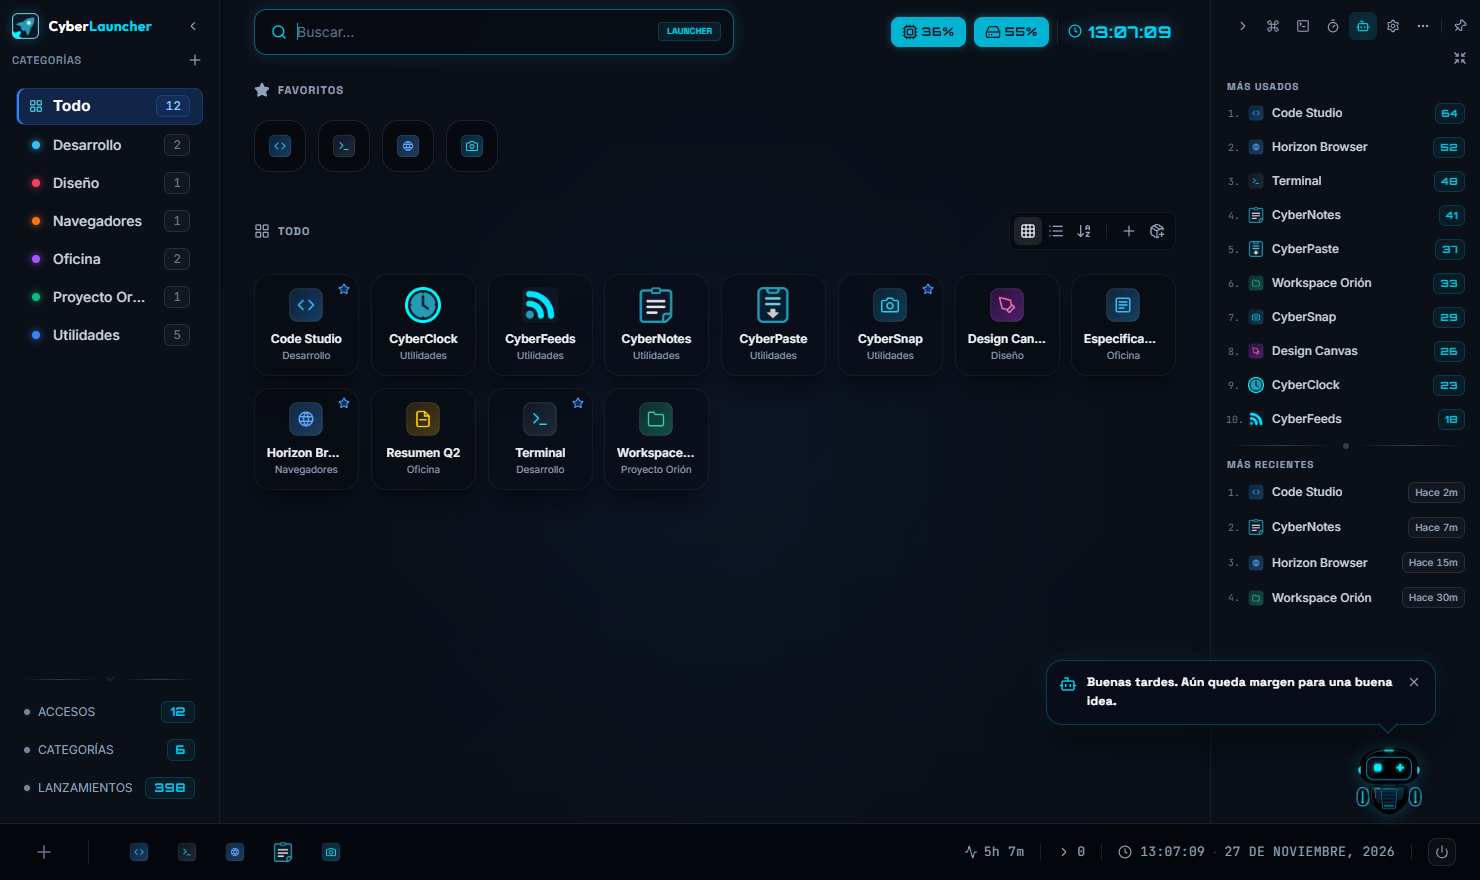 CyberLauncher
CATEGORÍAS
Todo 12
Desarrollo 2
Diseño 1
Navegadores 1
Oficina 2
Proyecto Or... 1
Utilidades 5
ACCESOS 12
CATEGORÍAS 6
LANZAMIENTOS 398
Buscar...
LAUNCHER
36%
55%
13:07:09
FAVORITOS
TODO
Code Studio
Desarrollo
CyberClock
Utilidades
CyberFeeds
Utilidades
CyberNotes
Utilidades
CyberPaste
Utilidades
CyberSnap
Utilidades
Design Can...
Diseño
Especifica...
Oficina
Horizon Br...
Navegadores
Resumen Q2
Oficina
Terminal
Desarrollo
Workspace...
Proyecto Orión
MÁS USADOS
1. Code Studio 64
2. Horizon Browser 52
3. Terminal 48
4. CyberNotes 41
5. CyberPaste 37
6. Workspace Orión 33
7. CyberSnap 29
8. Design Canvas 26
9. CyberClock 23
10. CyberFeeds 18
MÁS RECIENTES
1. Code Studio Hace 2m
2. CyberNotes Hace 7m
3. Horizon Browser Hace 15m
4. Workspace Orión Hace 30m
Buenas tardes. Aún queda margen para una buena
idea.
5h 7m
0
13:07:09 · 27 DE NOVIEMBRE, 2026